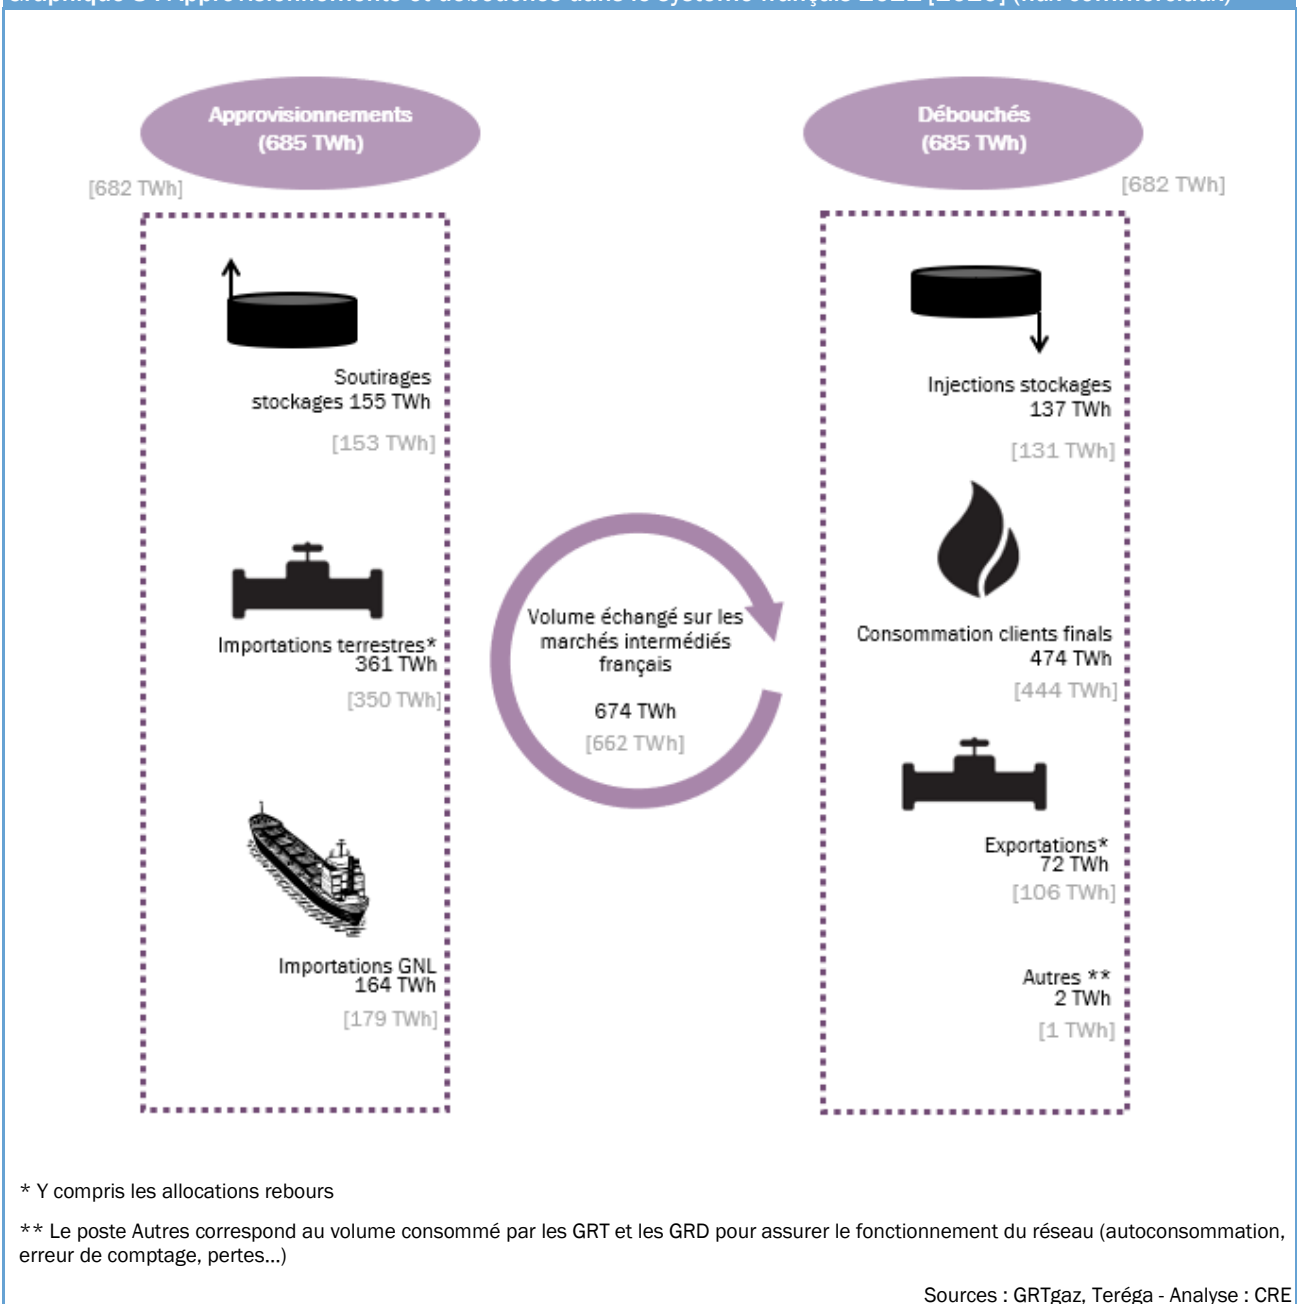 Approvisionnements
(685 TWh)
[682 TWh]
Soutirages
stockages 155 TWh
[153 TWh]
Importations terrestres*
361 TWh
[350 TWh]
Importations GNL
164 TWh
[179 TWh]
Volume échangé sur les
marchés intermédiés
français
674 TWh
[662 TWh]
Débouchés
(685 TWh)
[682 TWh]
Injections stockages
137 TWh
[131 TWh]
Consommation clients finals
474 TWh
[444 TWh]
Exportations*
72 TWh
[106 TWh]
Autres **
2 TWh
[1 TWh]
* Y compris les allocations rebours
** Le poste Autres correspond au volume consommé par les GRT et les GRD pour assurer le fonctionnement du réseau (autoconsommation,
erreur de comptage, pertes...)
Sources : GRTgaz, Teréga - Analyse : CRE